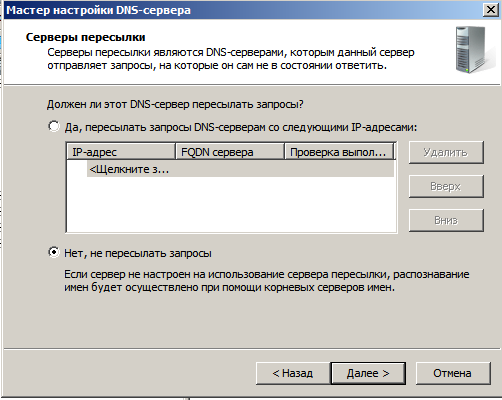 Мастер настройки DNS-сервера
Серверы пересылки
Серверы пересылки являются DNS-серверами, которым данный сервер
отправляет запросы, на которые он сам не в состоянии ответить.
Должен ли этот DNS-сервер пересылать запросы?
Да, пересылать запросы DNS-серверам со следующими IP-адресами:
IP-адрес FQDN сервера Проверка выпол...
<Щелкните з...
Удалить
Вверх
Вниз
Нет, не пересылать запросы
Если сервер не настроен на использование сервера пересылки, распознавание
имен будет осуществлено при помощи корневых серверов имен.
< Назад Далее > Отмена